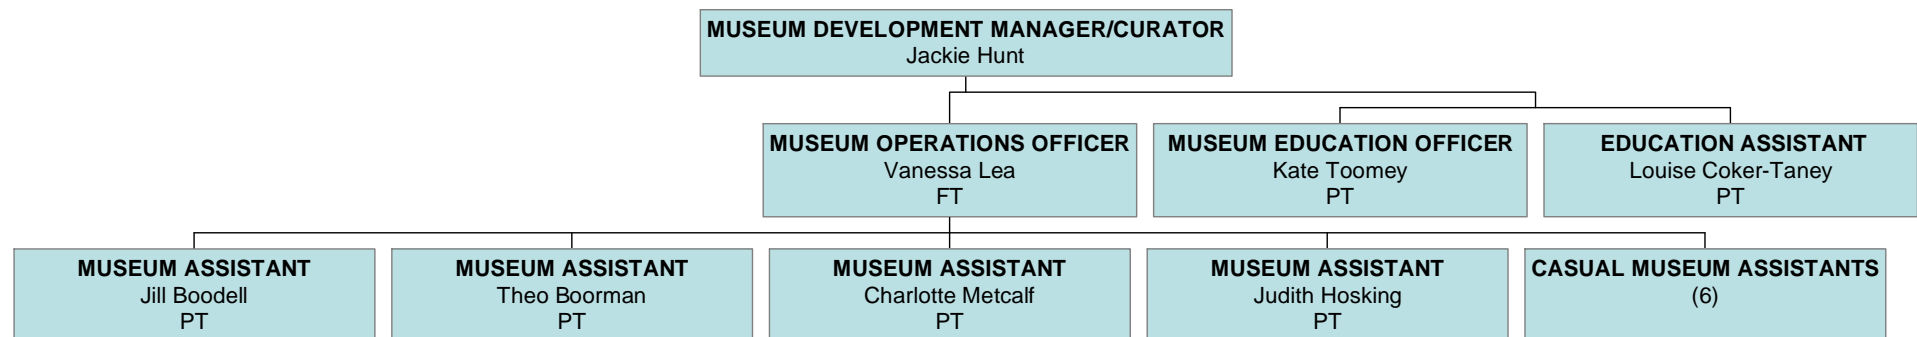 MUSEUM DEVELOPMENT MANAGER/CURATOR
Jackie Hunt
MUSEUM OPERATIONS OFFICER
Vanessa Lea
FT
MUSEUM EDUCATION OFFICER
Kate Toomey
PT
EDUCATION ASSISTANT
Louise Coker-Taney
PT
MUSEUM ASSISTANT
Jill Boodell
PT
MUSEUM ASSISTANT
Theo Boorman
PT
MUSEUM ASSISTANT
Charlotte Metcalf
PT
MUSEUM ASSISTANT
Judith Hosking
PT
CASUAL MUSEUM ASSISTANTS
(6)